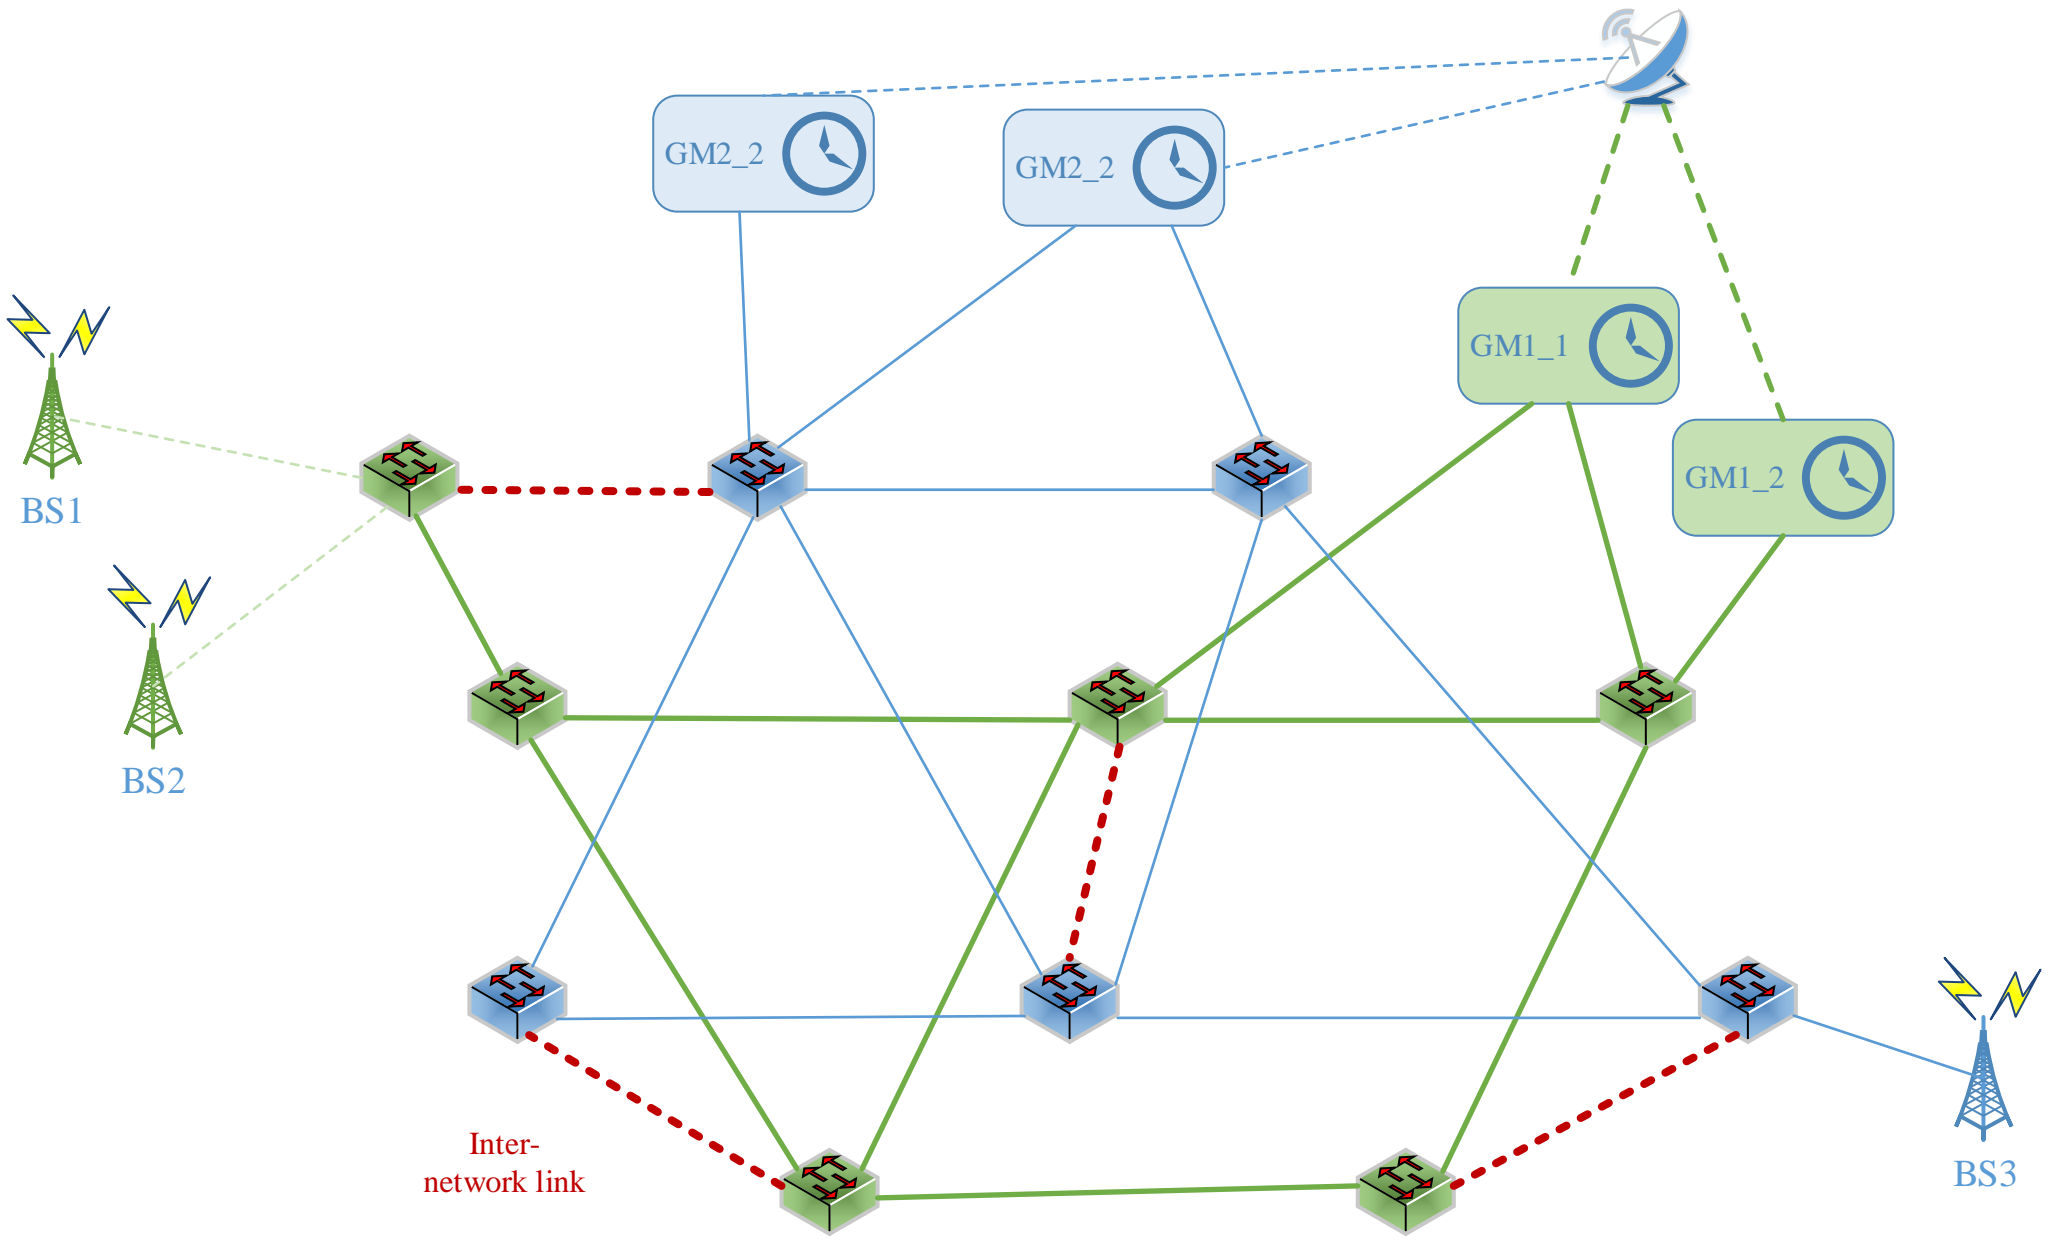 GM2_2
GM2_2
GM1_1
GM1_2
BS1
BS2
Inter-
network link
BS3